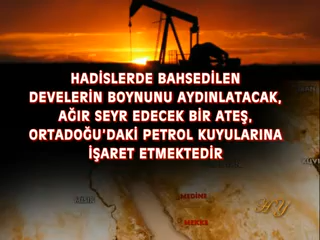 HADİSLERDE BAHSEDİLEN
DEVELERİN BOYNUNU AYDINLATACAK,
AĞIR SEYR EDECEK BİR ATEŞ,
ORTADOĞU'DAKİ PETROL KUYULARINA
İŞARET ETMEKTEDİR
MEDİNE
MEKKE